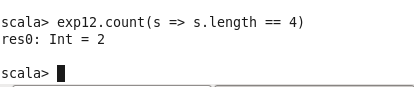 scala> exp12.count(s => s.length == 4)
res0: Int = 2
scala>